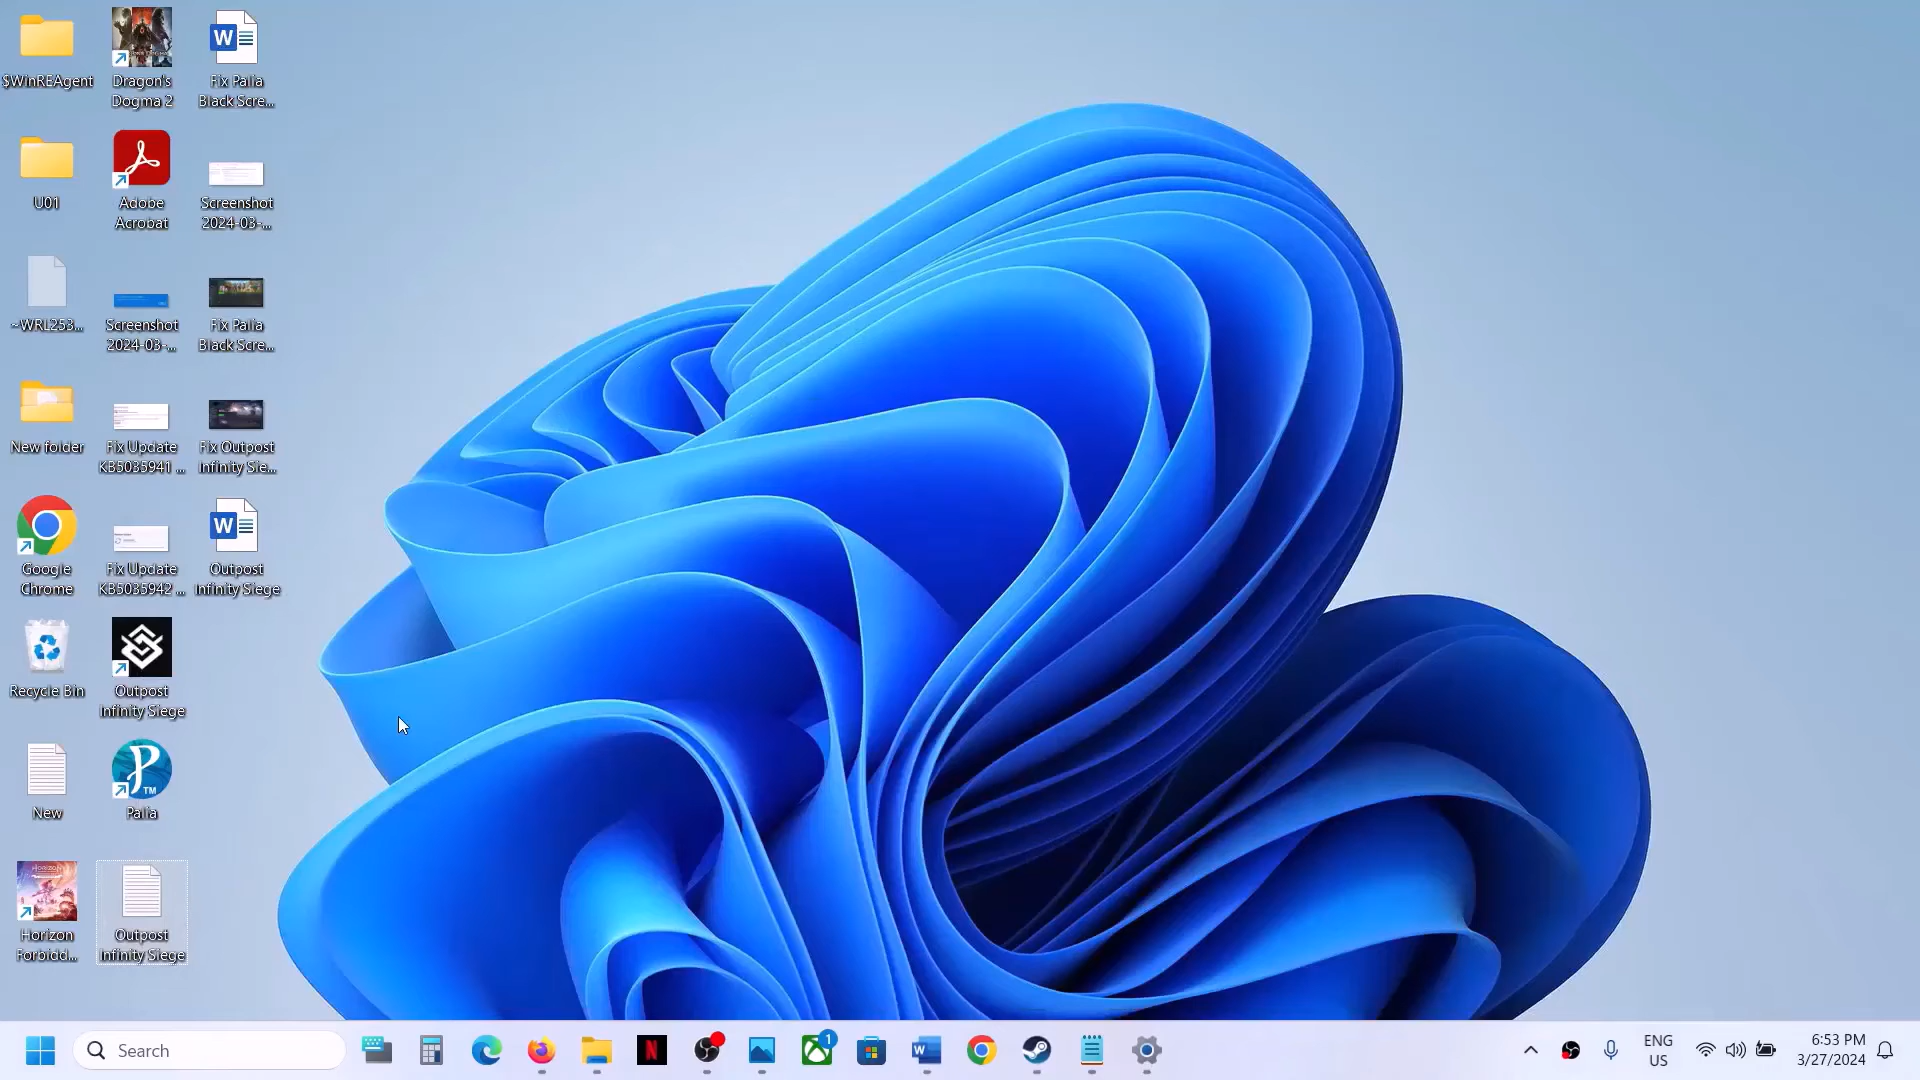 $WinREAgent
Dragon's
Dogma 2
Fix Palia
Black Scre...
U01
Adobe
Acrobat
Screenshot
2024-03-...
~WRL253...
Screenshot
2024-03-...
Fix Palia
Black Scre...
New folder
Fix Update
KB5035941 ...
Fix Outpost
Infinity Sie...
Google
Chrome
Fix Update
KB5035942 ...
Outpost
Infinity Siege
Recycle Bin
Outpost
Infinity Siege
New
Palia
Horizon
Forbidd...
Outpost
Infinity Siege
Search
1
ENG
US
6:53 PM
3/27/2024